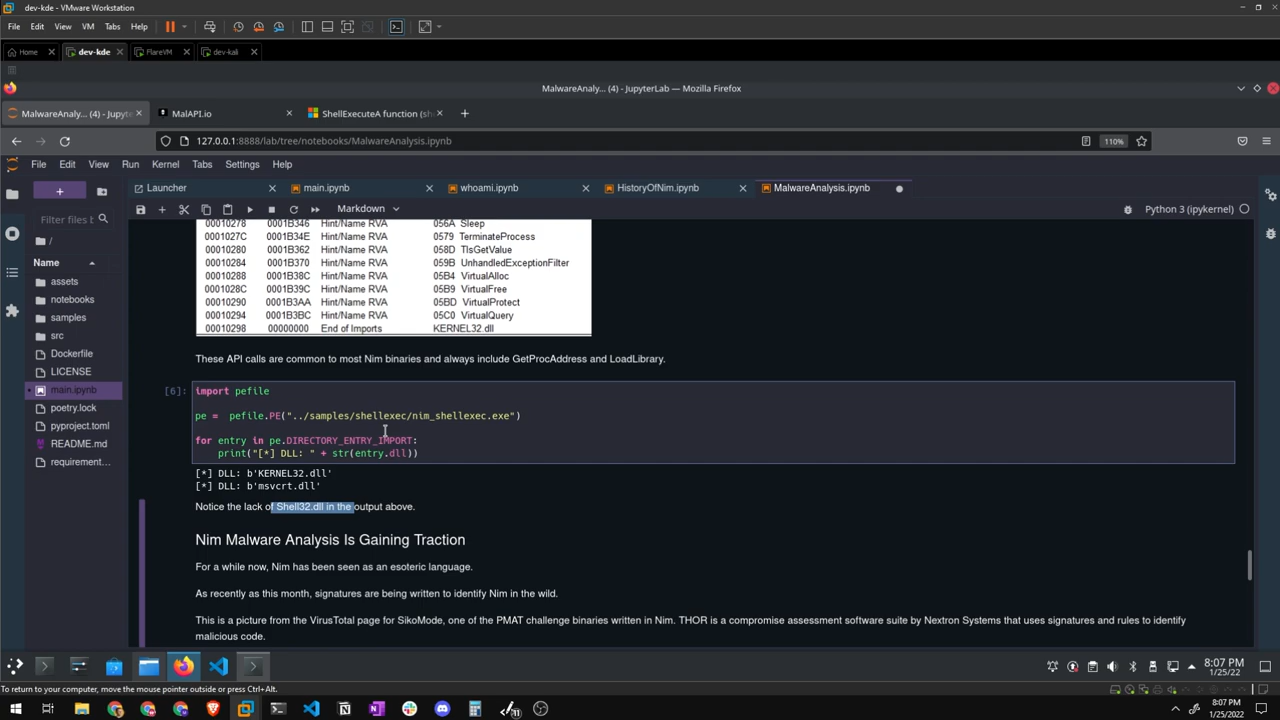 dev-kde - VMware Workstation
File Edit View VM Tabs Help
Home dev-kde FlareVM dev-kali
MalwareAnaly... (4) - JupyterLab — Mozilla Firefox
MalwareAnaly... (4) - Jupyte MalAPI.io ShellExecuteA function (sh
127.0.0.1:8888/lab/tree/notebooks/MalwareAnalysis.ipynb 110%
File Edit View Run Kernel Tabs Settings Help
Launcher main.ipynb whoami.ipynb HistoryOfNim.ipynb MalwareAnalysis.ipynb
Markdown Python 3 (ipykernel)
Filter files b
/
Name
assets
notebooks
samples
src
Dockerfile
LICENSE
main.ipynb
poetry.lock
pyproject.toml
README.md
requirement...
00010278 0001B346 Hint/Name RVA 056A Sleep
0001027C 0001B34E Hint/Name RVA 0579 TerminateProcess
00010280 0001B362 Hint/Name RVA 058D TlsGetValue
00010284 0001B370 Hint/Name RVA 059B UnhandledExceptionFilter
00010288 0001B38C Hint/Name RVA 05B4 VirtualAlloc
0001028C 0001B39C Hint/Name RVA 05B9 VirtualFree
00010290 0001B3AA Hint/Name RVA 05BD VirtualProtect
00010294 0001B3BC Hint/Name RVA 05C0 VirtualQuery
00010298 00000000 End of Imports KERNEL32.dll
These API calls are common to most Nim binaries and always include GetProcAddress and LoadLibrary.
[6]: import pefile
pe = pefile.PE("../samples/shellexec/nim_shellexec.exe")
for entry in pe.DIRECTORY_ENTRY_IMPORT:
print("[*] DLL: " + str(entry.dll))
[*] DLL: b'KERNEL32.dll'
[*] DLL: b'msvcrt.dll'
Notice the lack of Shell32.dll in the output above.
Nim Malware Analysis Is Gaining Traction
For a while now, Nim has been seen as an esoteric language.
As recently as this month, signatures are being written to identify Nim in the wild.
This is a picture from the VirusTotal page for SikoMode, one of the PMAT challenge binaries written in Nim. THOR is a compromise assessment software suite by Nextron Systems that uses signatures and rules to identify
malicious code.
8:07 PM
1/25/22
To return to your computer, move the mouse pointer outside or press Ctrl+Alt.
8:07 PM
1/25/2022